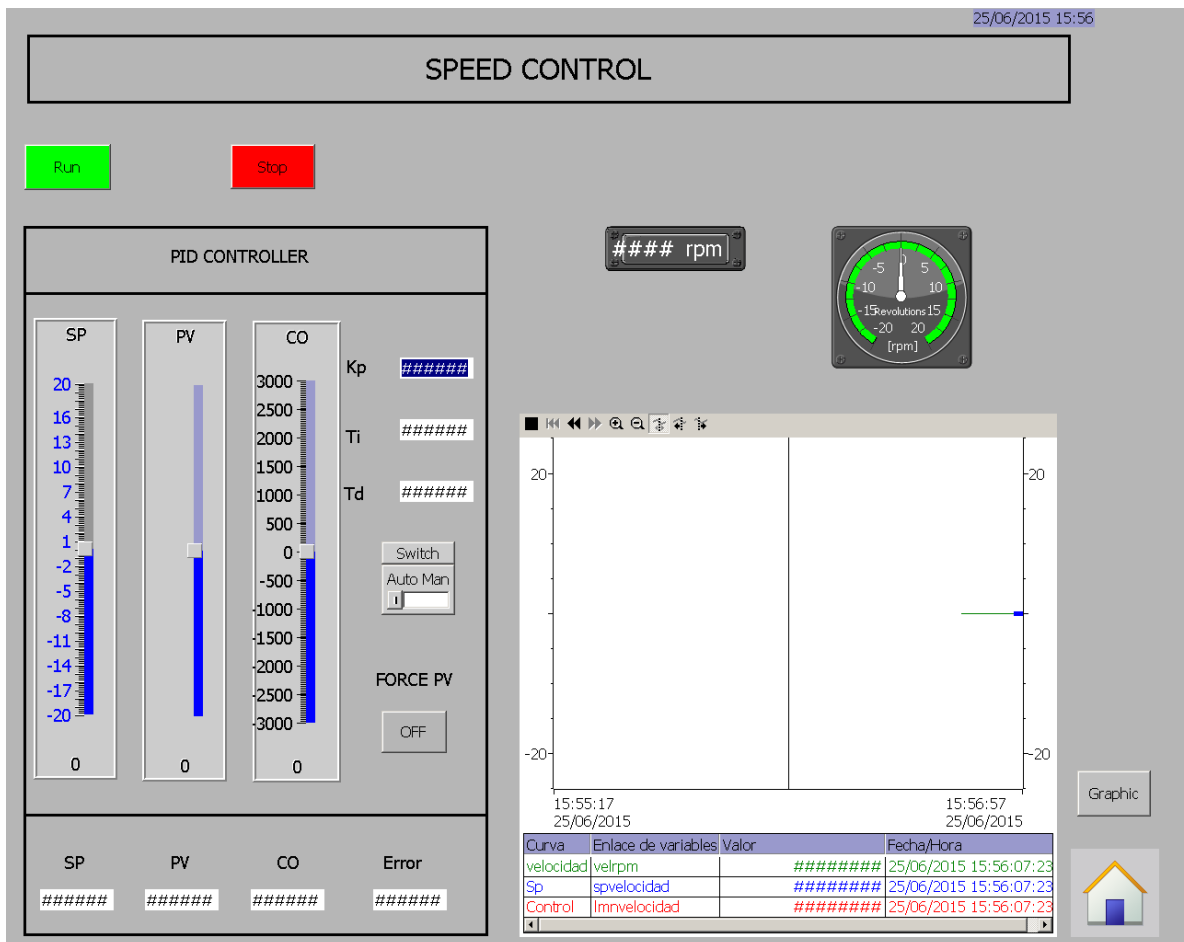 25/06/2015 15:56
SPEED CONTROL
Run
Stop
PID CONTROLLER
SP
20
16
13
10
7
4
1
-2
-5
-8
-11
-14
-17
-20
0
PV
0
CO
3000
2500
2000
1500
1000
500
0
-500
-1000
-1500
-2000
-2500
-3000
0
Kp ######
Ti ######
Td ######
Switch
Auto Man
FORCE PV
OFF
SP PV CO Error
###### ###### ###### ######
#### rpm
0
-5 5
-10 10
-15 Revolutions 15
-20 20
[rpm]
20 20
-20 -20
15:55:17 15:56:57
25/06/2015 25/06/2015
Curva Enlace de variables Valor Fecha/Hora
velocidad velrpm ######## 25/06/2015 15:56:07:23
Sp spvelocidad ######## 25/06/2015 15:56:07:23
Control lmnvelocidad ######## 25/06/2015 15:56:07:23
Graphic